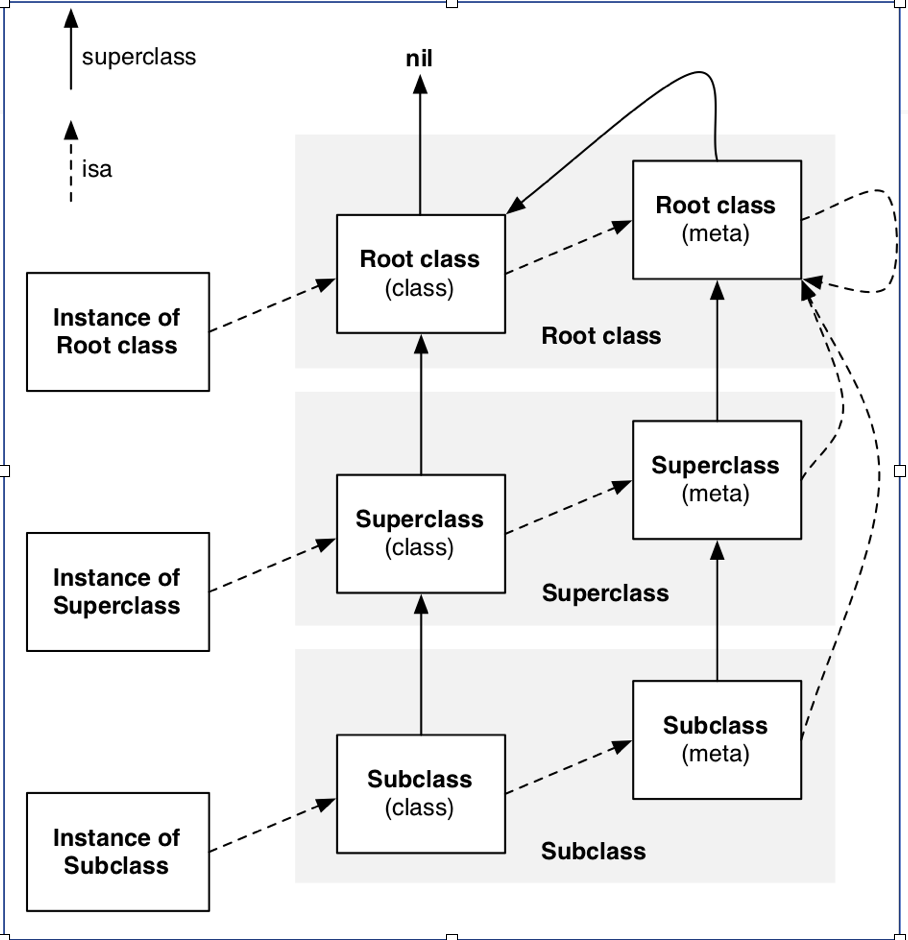 superclass
nil
isa
Root class
(meta)
Root class
(class)
Instance of
Root class
Root class
Superclass
(meta)
Superclass
(class)
Instance of
Superclass
Superclass
Subclass
(meta)
Subclass
(class)
Instance of
Subclass
Subclass